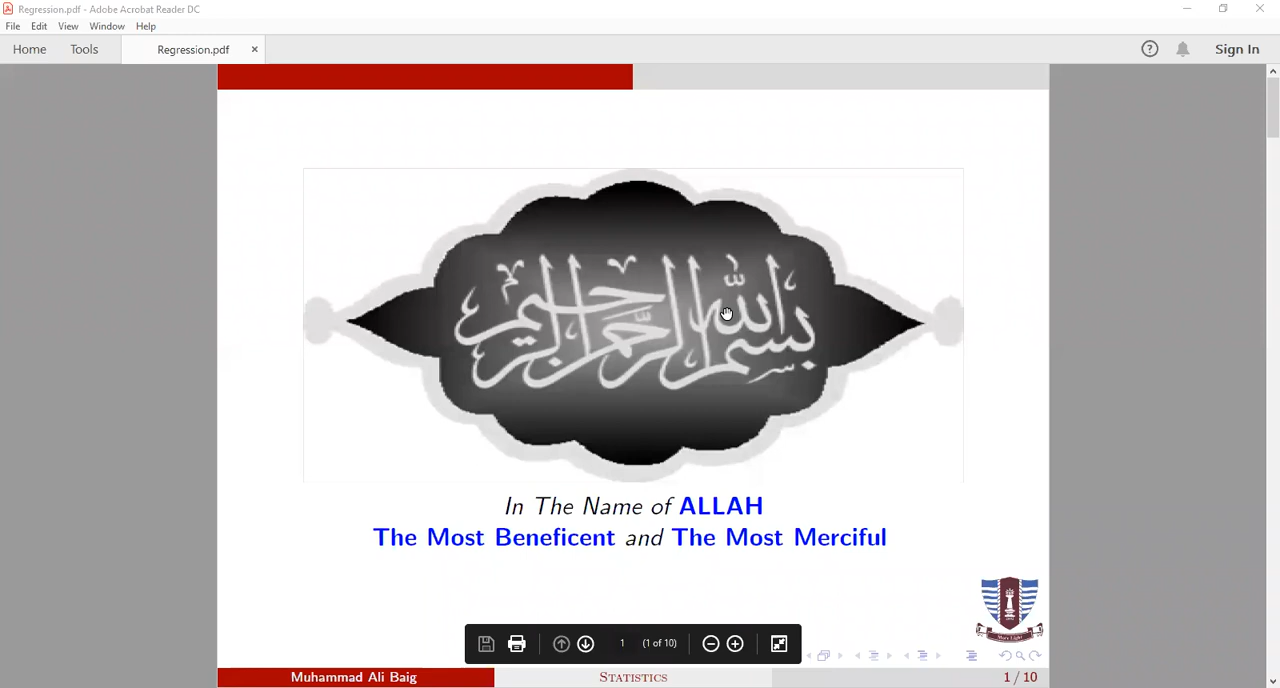 Regression.pdf - Adobe Acrobat Reader DC
File Edit View Window Help
Home Tools Regression.pdf × ? Sign In
بسم الله الرحمن الرحيم
In The Name of ALLAH
The Most Beneficent and The Most Merciful
1 (1 of 10)
Muhammad Ali Baig STATISTICS 1 / 10